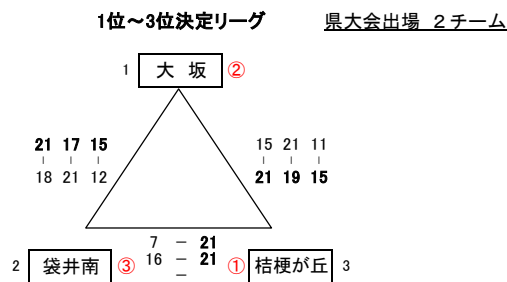 1位～3位決定リーグ 県大会出場 2チーム
1 大 坂 ②
21 17 15 15 21 11
- - - - - -
18 21 12 21 19 15
7 - 21
16 - 21
-
2 袋井南 ③ ① 桔梗が丘 3